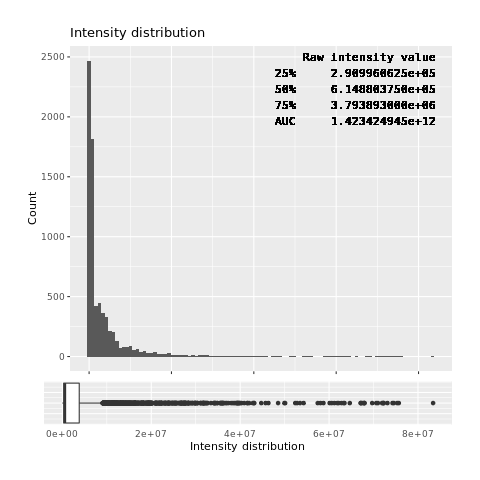 Intensity distribution
Raw intensity value
25% 2.909960625e+05
50% 6.148803750e+05
75% 3.793893000e+06
AUC 1.423424945e+12
2500
2000
1500
1000
500
0
Count
0e+00 2e+07 4e+07 6e+07 8e+07
Intensity distribution